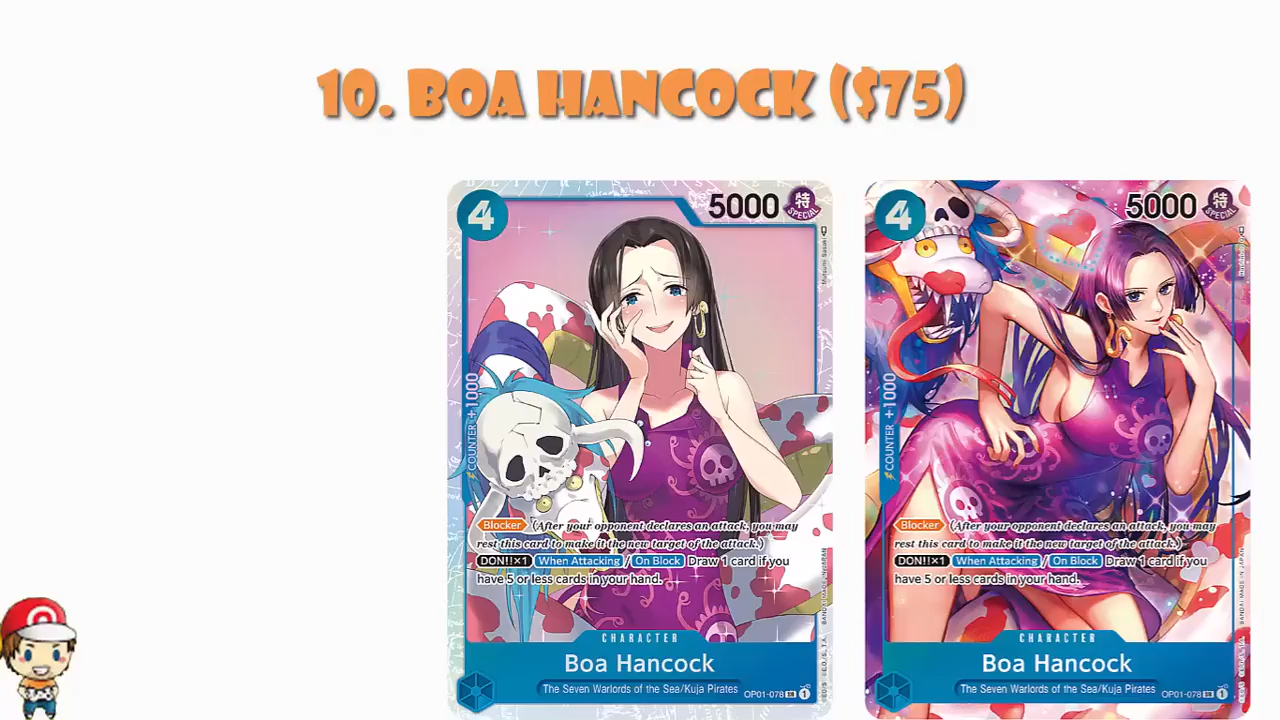 10. BOA HANCOCK ($75)
4
5000
特
SPECIAL
⚡COUNTER +1000
Blocker (After your opponent declares an attack, you may
rest this card to make it the new target of the attack.)
DON!!×1 When Attacking / On Block Draw 1 card if you
have 5 or less cards in your hand.
CHARACTER
Boa Hancock
The Seven Warlords of the Sea/Kuja Pirates
OP01-078 SR 1
4
5000
特
SPECIAL
⚡COUNTER +1000
Blocker (After your opponent declares an attack, you may
rest this card to make it the new target of the attack.)
DON!!×1 When Attacking / On Block Draw 1 card if you
have 5 or less cards in your hand.
CHARACTER
Boa Hancock
The Seven Warlords of the Sea/Kuja Pirates
OP01-078 SR 1